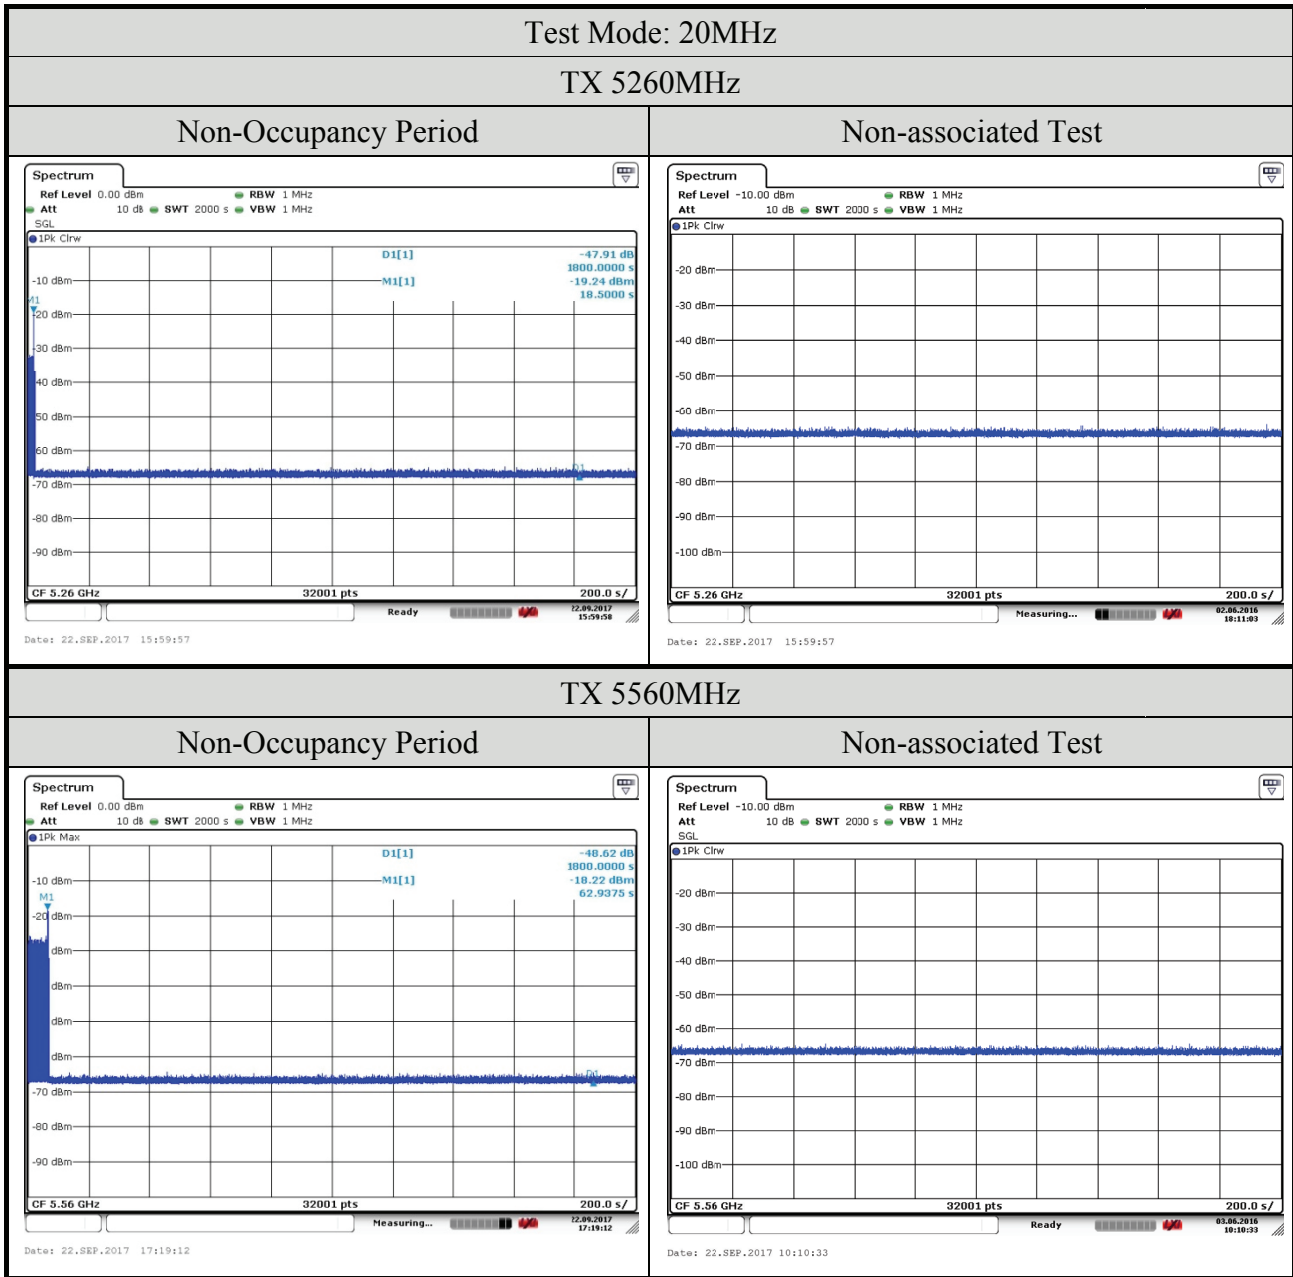 Test Mode: 20MHz
TX 5260MHz
Non-Occupancy Period
Non-associated Test
Spectrum
Ref Level 0.00 dBm RBW 1 MHz
Att 10 dB SWT 2000 s VBW 1 MHz
SGL
1Pk Clrw
D1[1] -47.91 dB
1800.0000 s
M1[1] -19.24 dBm
18.5000 s
-10 dBm
M1
-20 dBm
-30 dBm
-40 dBm
-50 dBm
-60 dBm
D1
-70 dBm
-80 dBm
-90 dBm
CF 5.26 GHz 32001 pts 200.0 s/
Ready 22.09.2017
15:59:58
Date: 22.SEP.2017 15:59:57
Spectrum
Ref Level -10.00 dBm RBW 1 MHz
Att 10 dB SWT 2000 s VBW 1 MHz
1Pk Clrw
-20 dBm
-30 dBm
-40 dBm
-50 dBm
-60 dBm
-70 dBm
-80 dBm
-90 dBm
-100 dBm
CF 5.26 GHz 32001 pts 200.0 s/
Measuring... 02.06.2016
18:11:03
Date: 22.SEP.2017 15:59:57
TX 5560MHz
Non-Occupancy Period
Non-associated Test
Spectrum
Ref Level 0.00 dBm RBW 1 MHz
Att 10 dB SWT 2000 s VBW 1 MHz
1Pk Max
D1[1] -48.62 dB
1800.0000 s
M1[1] -18.22 dBm
62.9375 s
-10 dBm
M1
-20 dBm
dBm
dBm
dBm
dBm
D1
-70 dBm
-80 dBm
-90 dBm
CF 5.56 GHz 32001 pts 200.0 s/
Measuring... 22.09.2017
17:19:12
Date: 22.SEP.2017 17:19:12
Spectrum
Ref Level -10.00 dBm RBW 1 MHz
Att 10 dB SWT 2000 s VBW 1 MHz
SGL
1Pk Clrw
-20 dBm
-30 dBm
-40 dBm
-50 dBm
-60 dBm
-70 dBm
-80 dBm
-90 dBm
-100 dBm
CF 5.56 GHz 32001 pts 200.0 s/
Ready 03.06.2016
10:10:33
Date: 22.SEP.2017 10:10:33